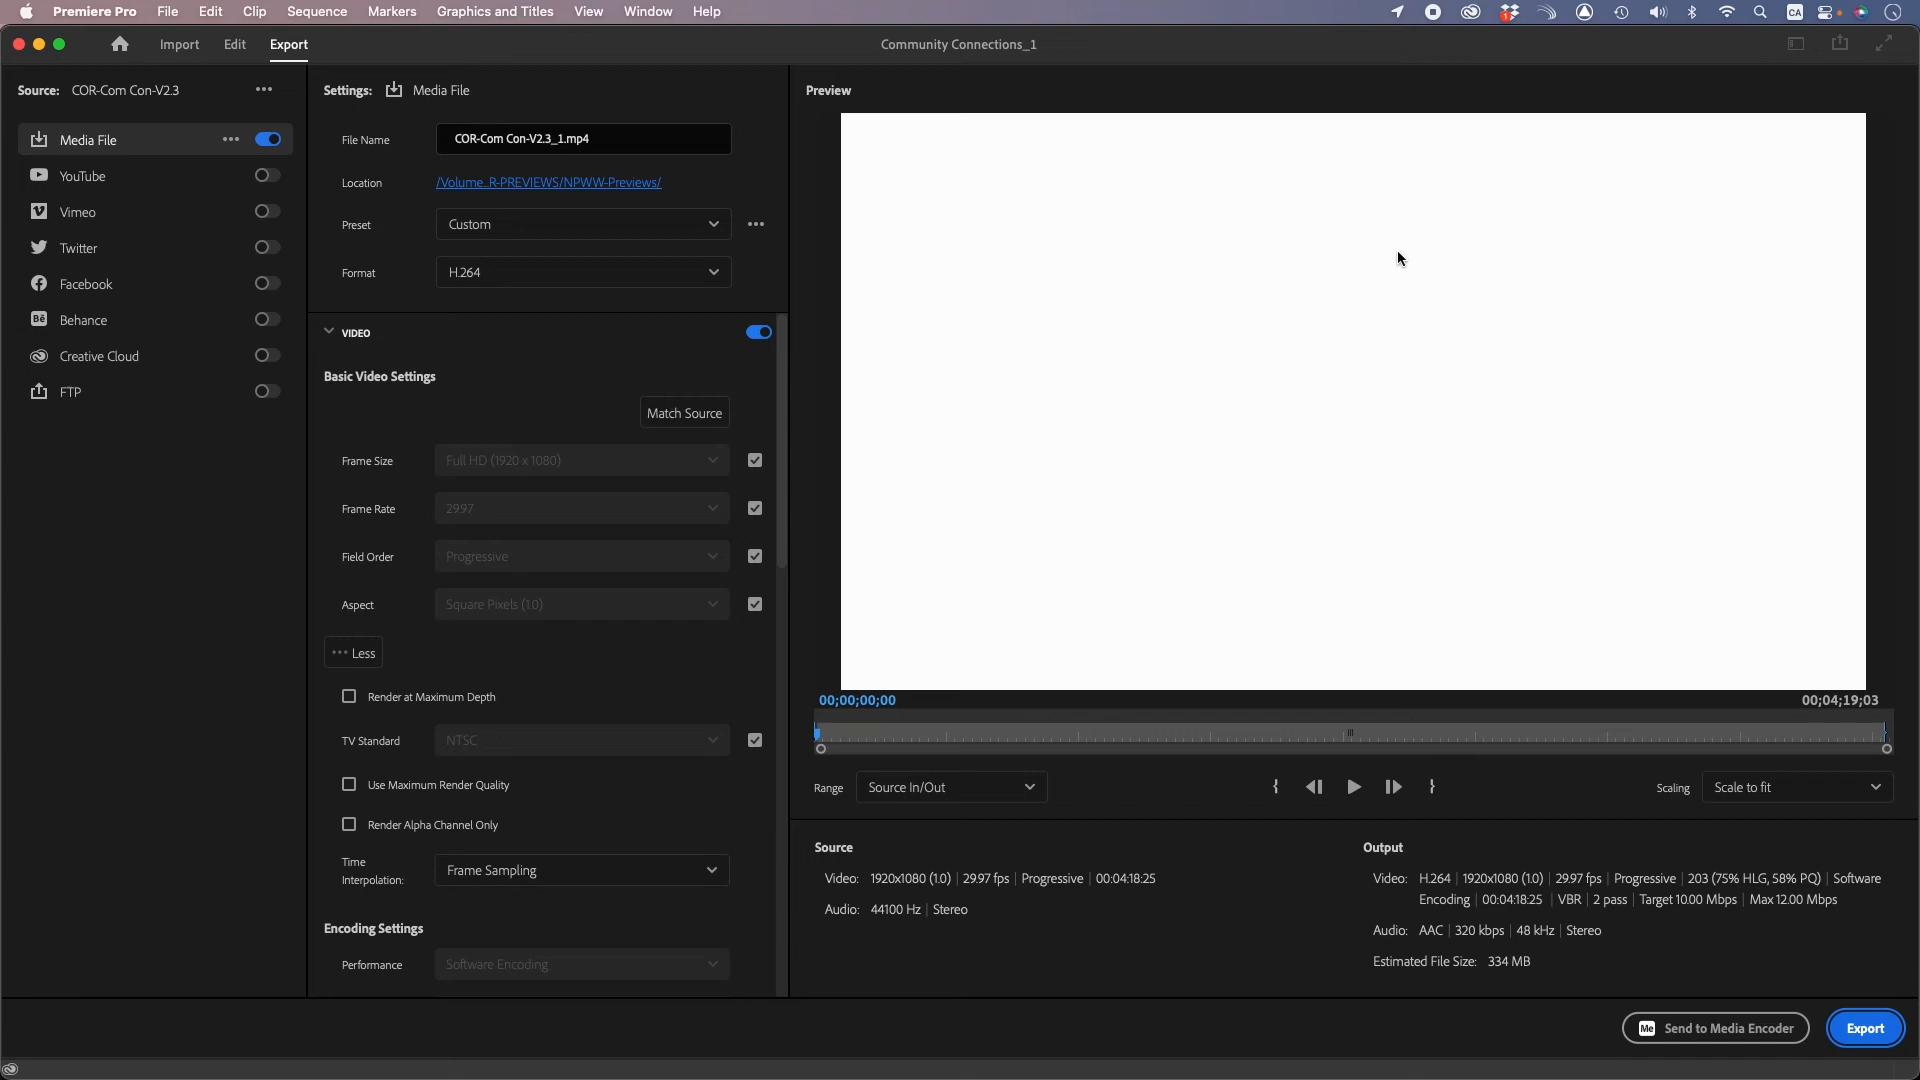 Premiere Pro File Edit Clip Sequence Markers Graphics and Titles View Window Help
1 CA
Import Edit Export
Community Connections_1
Source: COR-Com Con-V2.3
Media File
YouTube
Vimeo
Twitter
Facebook
Behance
Creative Cloud
FTP
Settings: Media File
File Name COR-Com Con-V2.3_1.mp4
Location /Volume...R-PREVIEWS/NPWW-Previews/
Preset Custom
Format H.264
VIDEO
Basic Video Settings
Match Source
Frame Size Full HD (1920 x 1080)
Frame Rate 29.97
Field Order Progressive
Aspect Square Pixels (1.0)
Less
Render at Maximum Depth
TV Standard NTSC
Use Maximum Render Quality
Render Alpha Channel Only
Time
Interpolation: Frame Sampling
Encoding Settings
Performance Software Encoding
Preview
00;00;00;00 00;04;19;03
Range Source In/Out Scaling Scale to fit
Source
Video: 1920x1080 (1.0) | 29.97 fps | Progressive | 00:04:18:25
Audio: 44100 Hz | Stereo
Output
Video: H.264 | 1920x1080 (1.0) | 29.97 fps | Progressive | 203 (75% HLG, 58% PQ) | Software
Encoding | 00:04:18:25 | VBR | 2 pass | Target 10.00 Mbps | Max 12.00 Mbps
Audio: AAC | 320 kbps | 48 kHz | Stereo
Estimated File Size: 334 MB
Me Send to Media Encoder Export